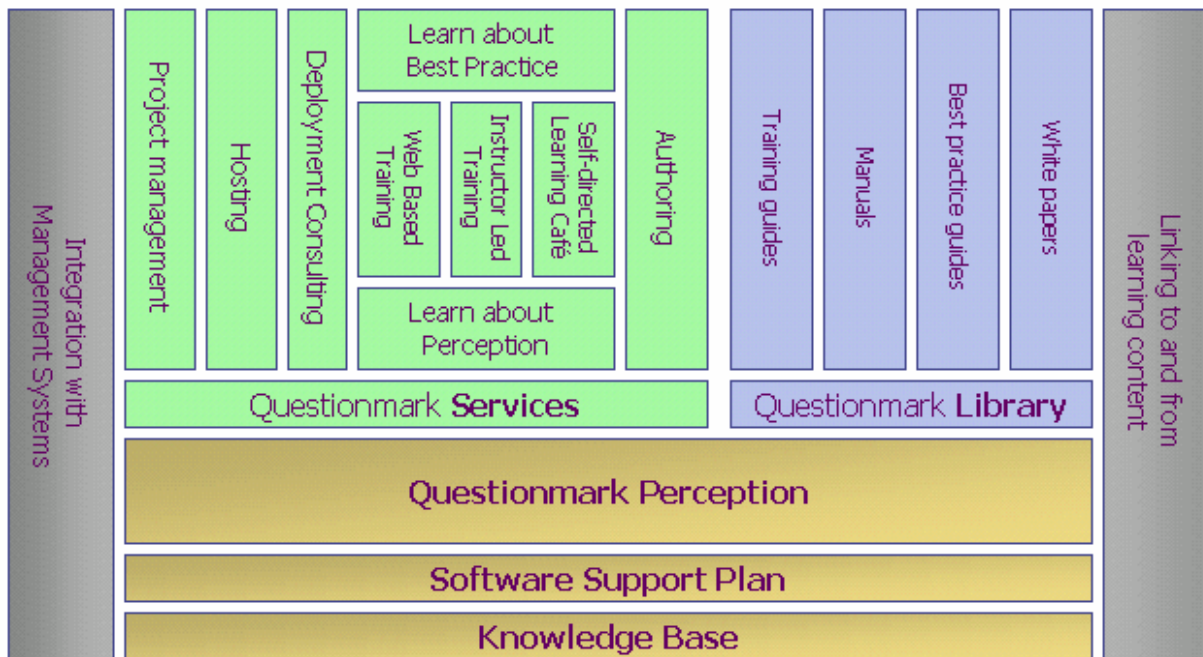 Integration with
Management Systems
Project management
Hosting
Deployment Consulting
Learn about
Best Practice
Web Based
Training
Instructor Led
Training
Self-directed
Learning Café
Learn about
Perception
Authoring
Questionmark Services
Training guides
Manuals
Best practice guides
White papers
Questionmark Library
Linking to and from
learning content
Questionmark Perception
Software Support Plan
Knowledge Base